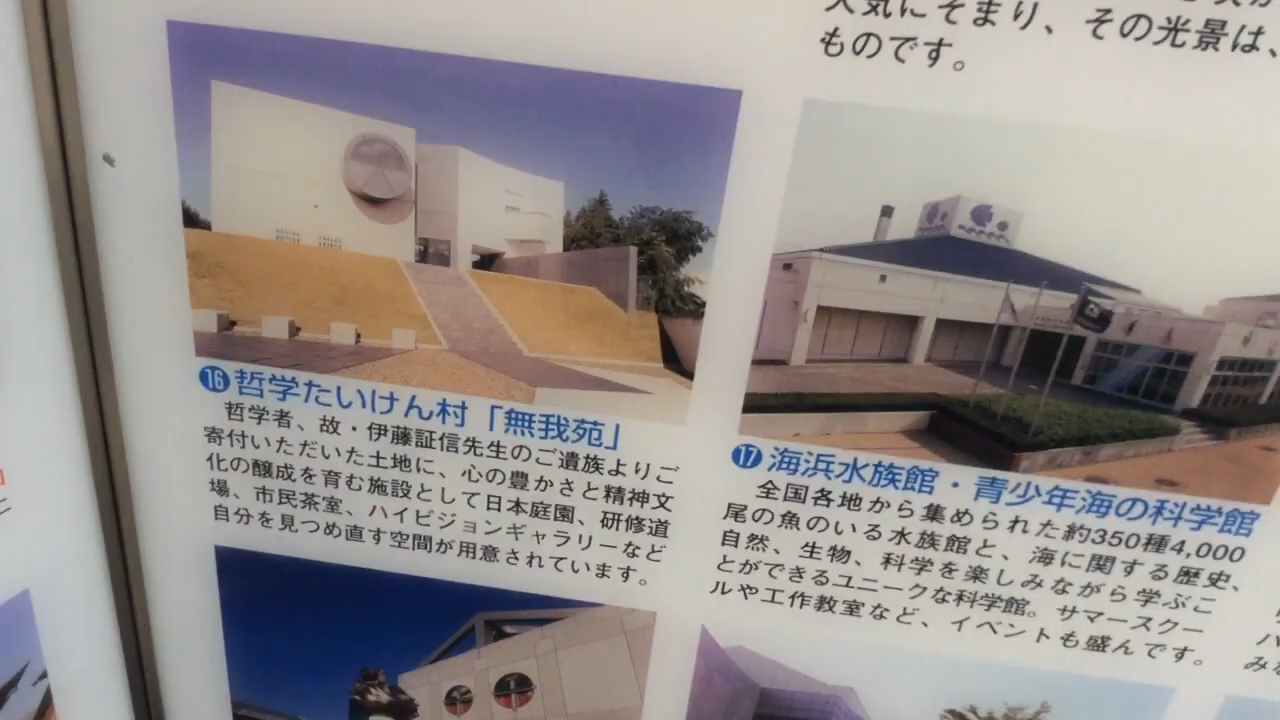 人気にそまり、その光景は、
ものです。
⑯哲学たいけん村「無我苑」
哲学者、故・伊藤証信先生のご遺族よりご
寄付いただいた土地に、心の豊かさと精神文
化の醸成を育む施設として日本庭園、研修道
場、市民茶室、ハイビジョンギャラリーなど
自分を見つめ直す空間が用意されています。
⑰海浜水族館・青少年海の科学館
全国各地から集められた約350種4,000
尾の魚のいる水族館と、海に関する歴史、
自然、生物、科学を楽しみながら学ぶこ
とができるユニークな科学館。サマースクー
ルや工作教室など、イベントも盛んです。